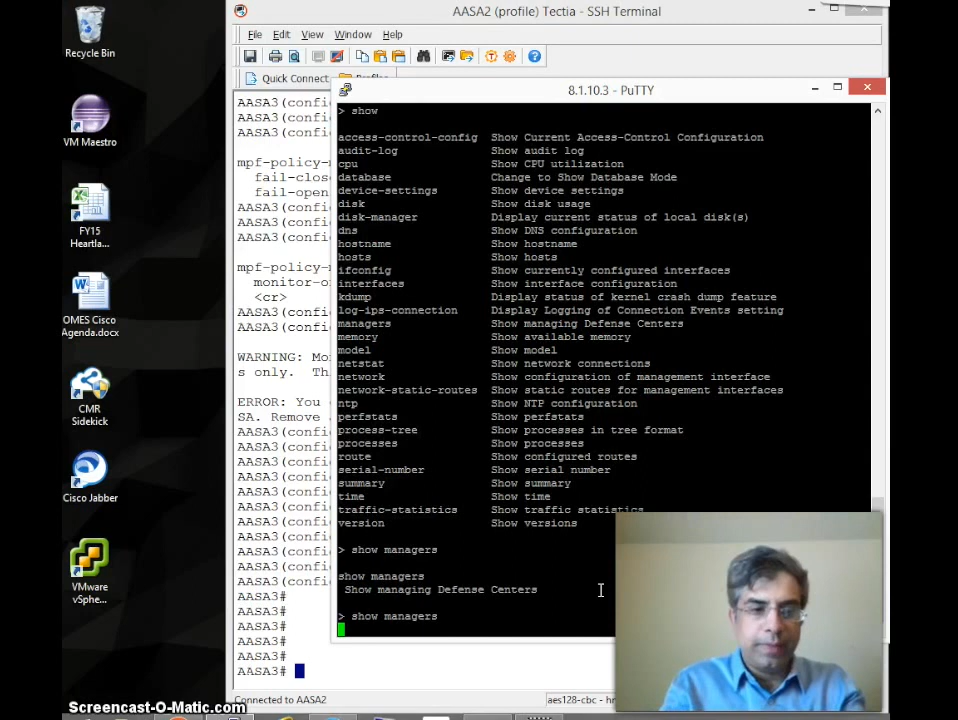 Recycle Bin
VM Maestro
FY15
Heartla...
OMES Cisco
Agenda.docx
CMR
Sidekick
Cisco Jabber
VMware
vSphe...
AASA2 (profile) Tectia - SSH Terminal
File Edit View Window Help
Quick Connect Profiles
AASA3(confi
AASA3(confi
AASA3(confi
mpf-policy-m
fail-close
fail-open
AASA3(confi
AASA3(confi
AASA3(confi
mpf-policy-m
monitor-o
<cr>
AASA3(confi
AASA3(confi
WARNING: Mo
s only. Th
ERROR: You
SA. Remove
AASA3(confi
AASA3(confi
AASA3(confi
AASA3(confi
AASA3(confi
AASA3(confi
AASA3(confi
AASA3(confi
AASA3(confi
AASA3(confi
AASA3(confi
AASA3#
AASA3#
AASA3#
AASA3#
AASA3#
AASA3#
Connected to AASA2
aes128-cbc - hm
8.1.10.3 - PuTTY
> show
access-control-config Show Current Access-Control Configuration
audit-log Show audit log
cpu Show CPU utilization
database Change to Show Database Mode
device-settings Show device settings
disk Show disk usage
disk-manager Display current status of local disk(s)
dns Show DNS configuration
hostname Show hostname
hosts Show hosts
ifconfig Show currently configured interfaces
interfaces Show interface configuration
kdump Display status of kernel crash dump feature
log-ips-connection Display Logging of Connection Events setting
managers Show managing Defense Centers
memory Show available memory
model Show model
netstat Show network connections
network Show configuration of management interface
network-static-routes Show static routes for management interfaces
ntp Show NTP configuration
perfstats Show perfstats
process-tree Show processes in tree format
processes Show processes
route Show configured routes
serial-number Show serial number
summary Show summary
time Show time
traffic-statistics Show traffic statistics
version Show versions
> show managers
show managers
Show managing Defense Centers
> show managers
Screencast-O-Matic.com